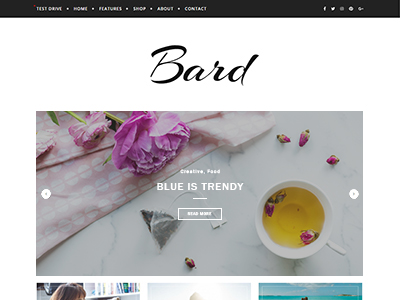 TEST DRIVE • HOME • FEATURES • SHOP • ABOUT • CONTACT
Bard
Creative, Food
BLUE IS TRENDY
READ MORE